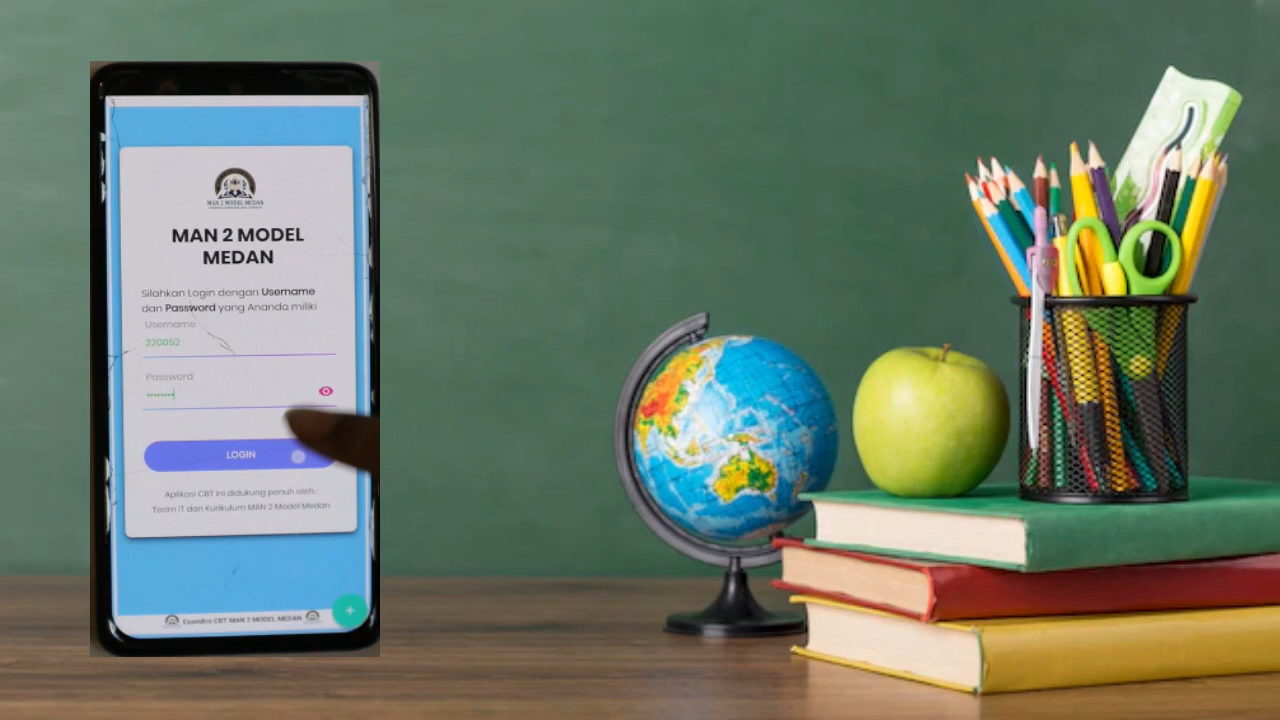 MAN 2 MODEL MEDAN
MAN 2 MODEL
MEDAN
Silahkan Login dengan Username
dan Password yang Ananda miliki
Username
220052
Password
LOGIN
Aplikasi CBT ini didukung penuh oleh :
Team IT dan Kurikulum MAN 2 Model Medan
ExamBro CBT MAN 2 MODEL MEDAN